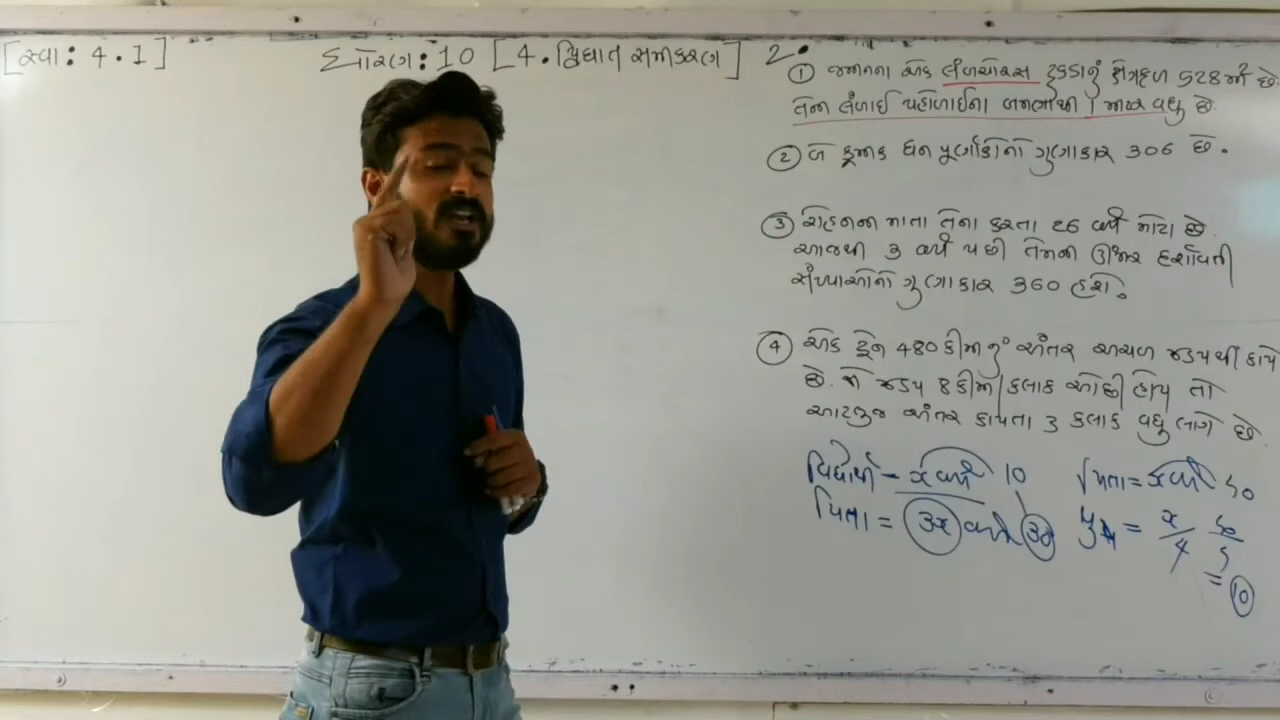 [સ્વા: 4.1]
ધોરણ: 10 [4. દ્વિઘાત સમીકરણ]
2.
① જમીનના એક લંબચોરસ ટુકડાનું ક્ષેત્રફળ 528 મી છે.
તેની લંબાઈ પહોળાઈના બમણાથી 1 મીટર વધુ છે.
② બે ક્રમિક ધન પૂર્ણાંકોનો ગુણાકાર 306 છે.
③ રોહનના માતા તેના કરતા 26 વર્ષ મોટા છે.
આજથી 3 વર્ષ પછી તેમની ઉંમર દર્શાવતી
સંખ્યાઓનો ગુણાકાર 360 હશે.
④ એક ટ્રેન 480 કીમીનું અંતર અચળ ઝડપથી કાપે
છે. જો ઝડપ 8 કીમી/કલાક ઓછી હોય તો
આટલુજ અંતર કાપતા 3 કલાક વધુ લાગે છે.
વિદ્યાર્થી - x વર્ષ 10
પિતા = 3x વર્ષ 30
પિતા = x વર્ષ 50
પુત્ર = x/4 50/5
= 10